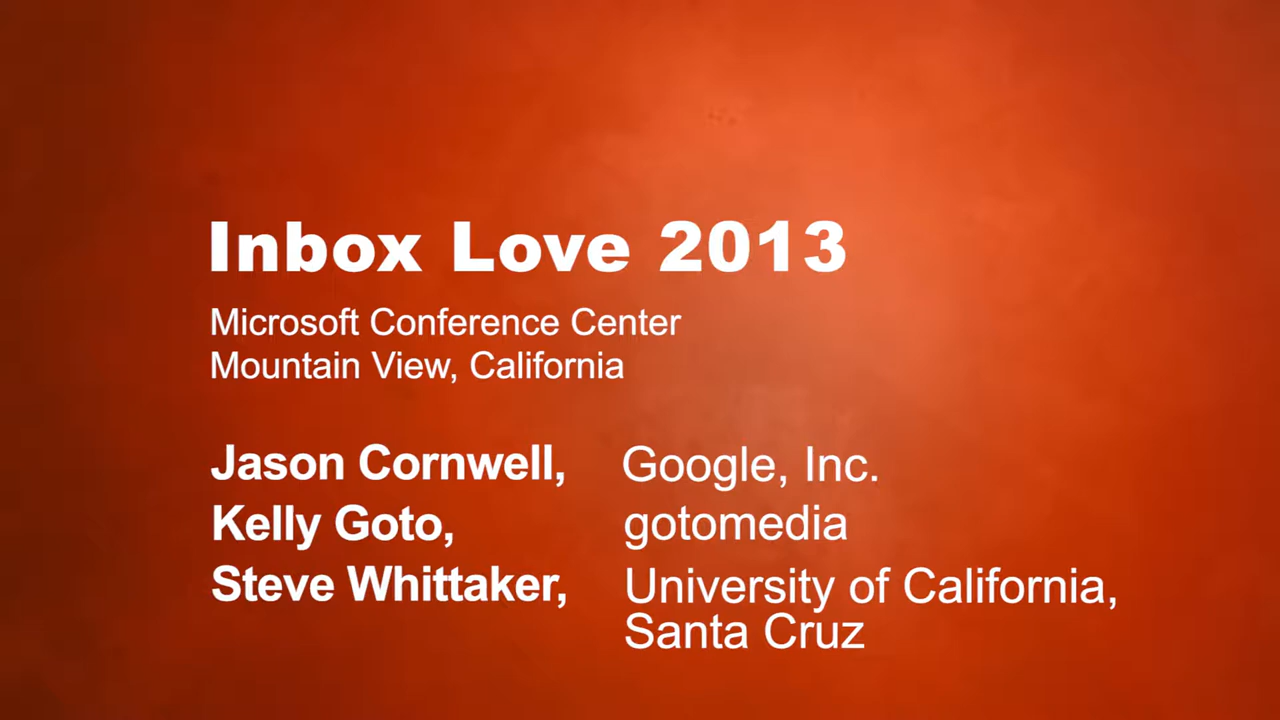 Inbox Love 2013
Microsoft Conference Center
Mountain View, California
Jason Cornwell, Google, Inc.
Kelly Goto, gotomedia
Steve Whittaker, University of California,
Santa Cruz